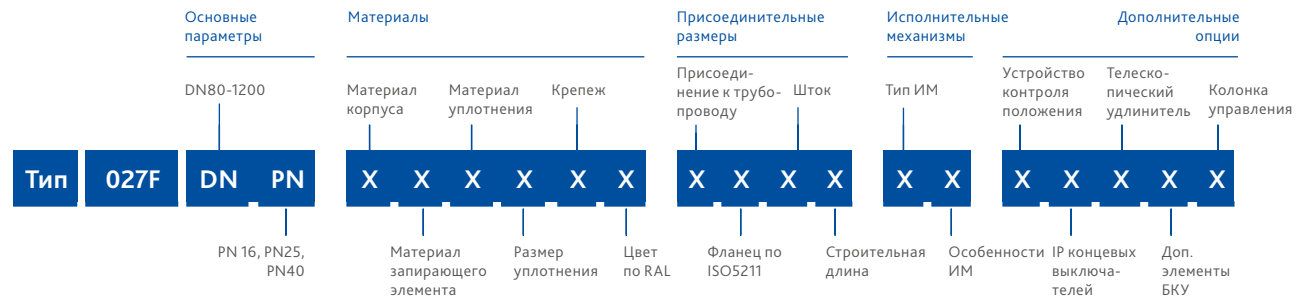 Основные
параметры
Материалы
Присоединительные
размеры
Исполнительные
механизмы
Дополнительные
опции
DN80-1200
Материал
корпуса
Материал
уплотнения
Крепеж
Присоеди-
нение к трубо-
проводу
Шток
Тип ИМ
Устройство
контроля
положения
Телеско-
пический
удлинитель
Колонка
управления
Тип 027F DN PN X X X X X X X X X X X X X X X X X
PN 16, PN25,
PN40
Материал
запирающего
элемента
Размер
уплотнения
Цвет
по RAL
Фланец по
ISO5211
Строительная
длина
Особенности
ИМ
IP концевых
выключа-
телей
Доп.
элементы
БКУ